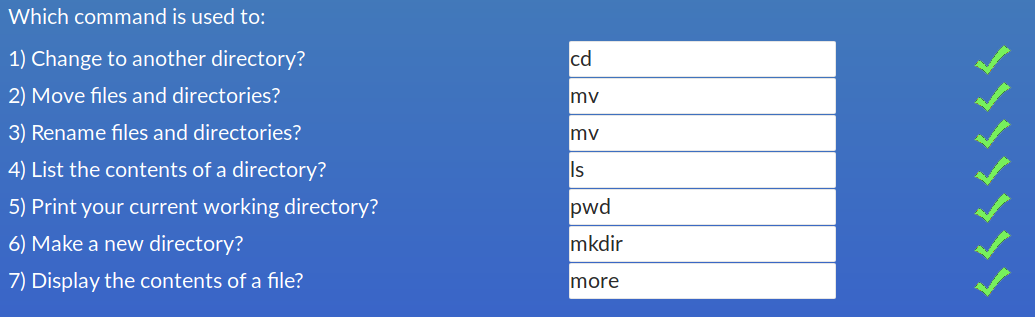 Which command is used to:
1) Change to another directory? cd
2) Move files and directories? mv
3) Rename files and directories? mv
4) List the contents of a directory? ls
5) Print your current working directory? pwd
6) Make a new directory? mkdir
7) Display the contents of a file? more